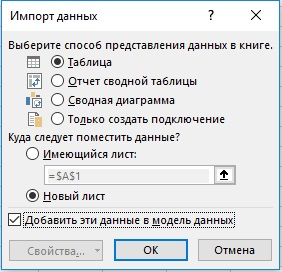 Импорт данных
Выберите способ представления данных в книге.
Таблица
Отчет сводной таблицы
Сводная диаграмма
Только создать подключение
Куда следует поместить данные?
Имеющийся лист:
=$A$1
Новый лист
Добавить эти данные в модель данных
Свойства... ОК Отмена